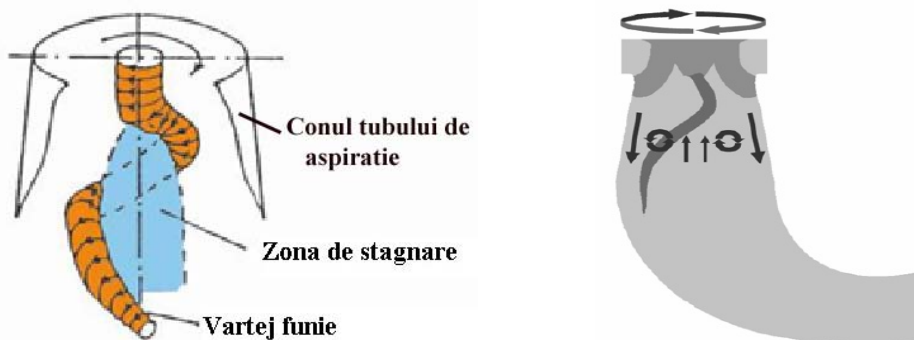 Conul tubului de
aspiratie
Zona de stagnare
Vartej funie